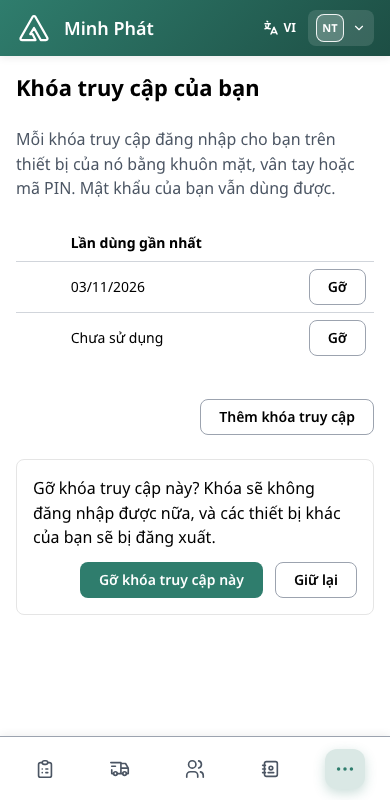 Minh Phát
VI
NT
Khóa truy cập của bạn
Mỗi khóa truy cập đăng nhập cho bạn trên
thiết bị của nó bằng khuôn mặt, vân tay hoặc
mã PIN. Mật khẩu của bạn vẫn dùng được.
Lần dùng gần nhất
03/11/2026 Gỡ
Chưa sử dụng Gỡ
Thêm khóa truy cập
Gỡ khóa truy cập này? Khóa sẽ không
đăng nhập được nữa, và các thiết bị khác
của bạn sẽ bị đăng xuất.
Gỡ khóa truy cập này Giữ lại